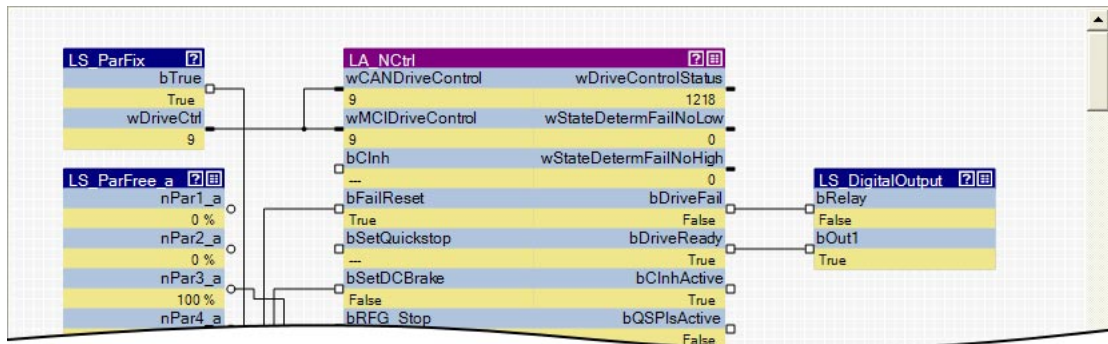 LS_ParFix ?
bTrue
True
wDriveCtrl
9
LS_ParFree_a ?
nPar1_a
0 %
nPar2_a
0 %
nPar3_a
100 %
nPar4_a
LA_NCtrl ?
wCANDriveControl wDriveControlStatus
9 1218
wMCIDriveControl wStateDetermFailNoLow
9 0
bCInh wStateDetermFailNoHigh
--- 0
bFailReset bDriveFail
True False
bSetQuickstop bDriveReady
--- True
bSetDCBrake bCInhActive
False True
bRFG_Stop bQSPIsActive
False
LS_DigitalOutput ?
bRelay
False
bOut1
True